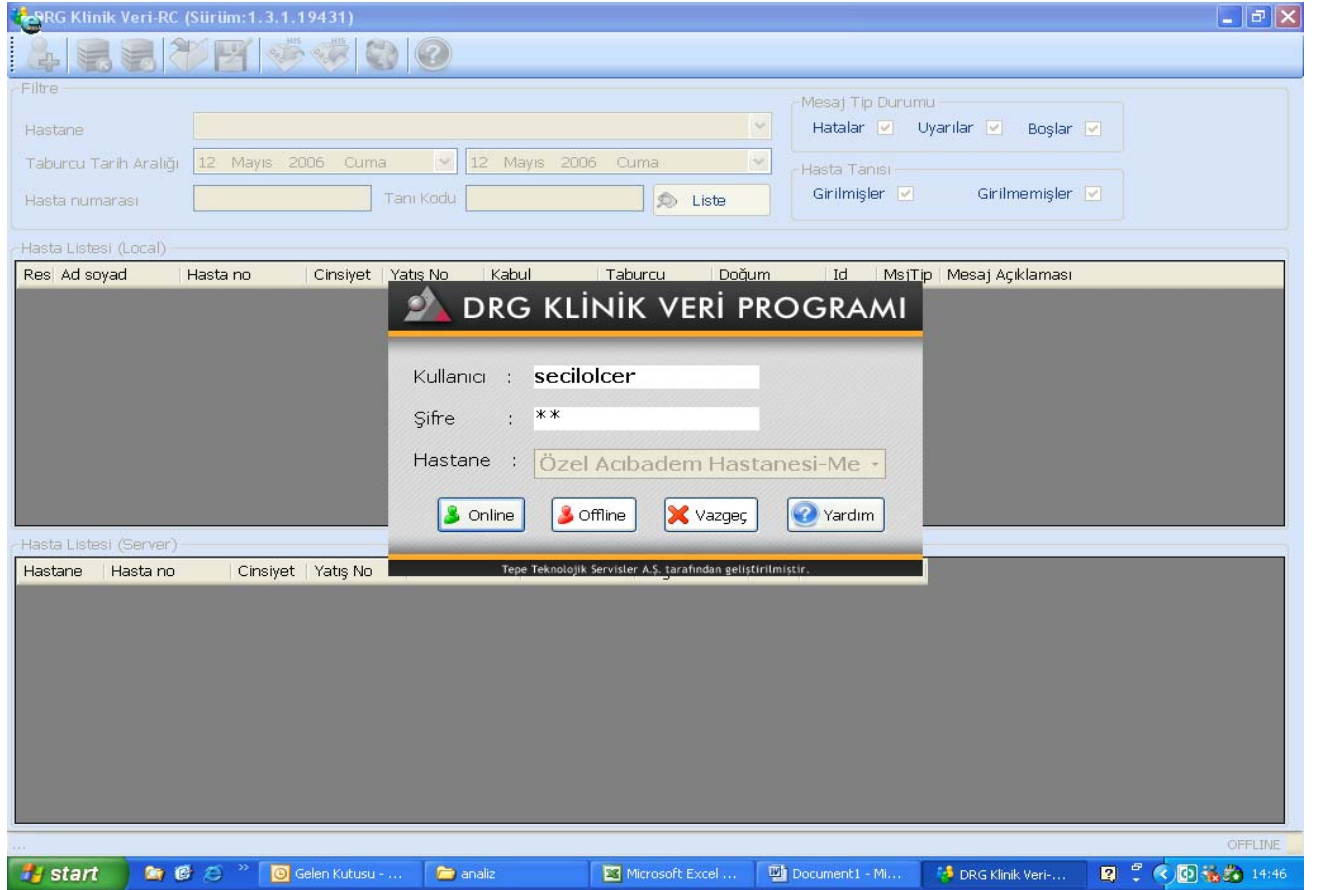 DRG Klinik Veri-RC (Sürüm:1.3.1.19431)
HIS HIS
Filtre
Mesaj Tip Durumu
Hastane
Hatalar Uyarılar Boşlar
Taburcu Tarih Aralığı 12 Mayıs 2006 Cuma 12 Mayıs 2006 Cuma
Hasta Tanısı
Hasta numarası Tanı Kodu Liste
Girilmişler Girilmemişler
Hasta Listesi (Local)
Res Ad soyad Hasta no Cinsiyet Yatış No Kabul Taburcu Doğum Id MsjTip Mesaj Açıklaması
DRG KLİNİK VERİ PROGRAMI
Kullanıcı : secilolcer
Şifre : **
Hastane : Özel Acıbadem Hastanesi-Me
Online Offline Vazgeç Yardım
Tepe Teknolojik Servisler A.Ş. tarafından geliştirilmiştir.
Hasta Listesi (Server)
Hastane Hasta no Cinsiyet Yatış No
... OFFLINE
start Gelen Kutusu - ... analiz Microsoft Excel ... Document1 - Mi... DRG Klinik Veri-... 14:46